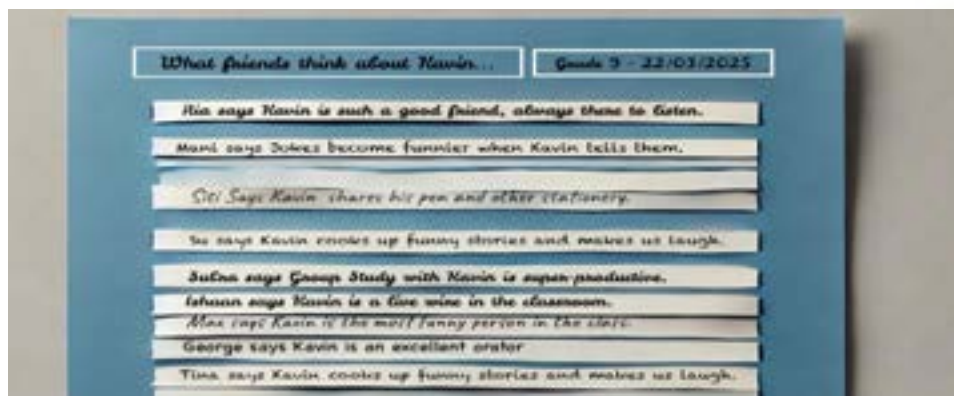 What friends think about Kavin...
Grade 9 - 22/03/2025
Ria says Kavin is such a good friend, always there to listen.
Mani says Jokes become funnier when Kavin tells them.
Siti Says Kavin shares his pen and other stationery.
Su says Kavin cooks up funny stories and makes us laugh.
says Group Study with Kavin is super productive.
Ishaan says Kavin is a live wire in the classroom.
Max says Kavin is the most funny person in the class.
George says Kavin is an excellent orator
Tina says Kavin cooks up funny stories and makes us laugh.